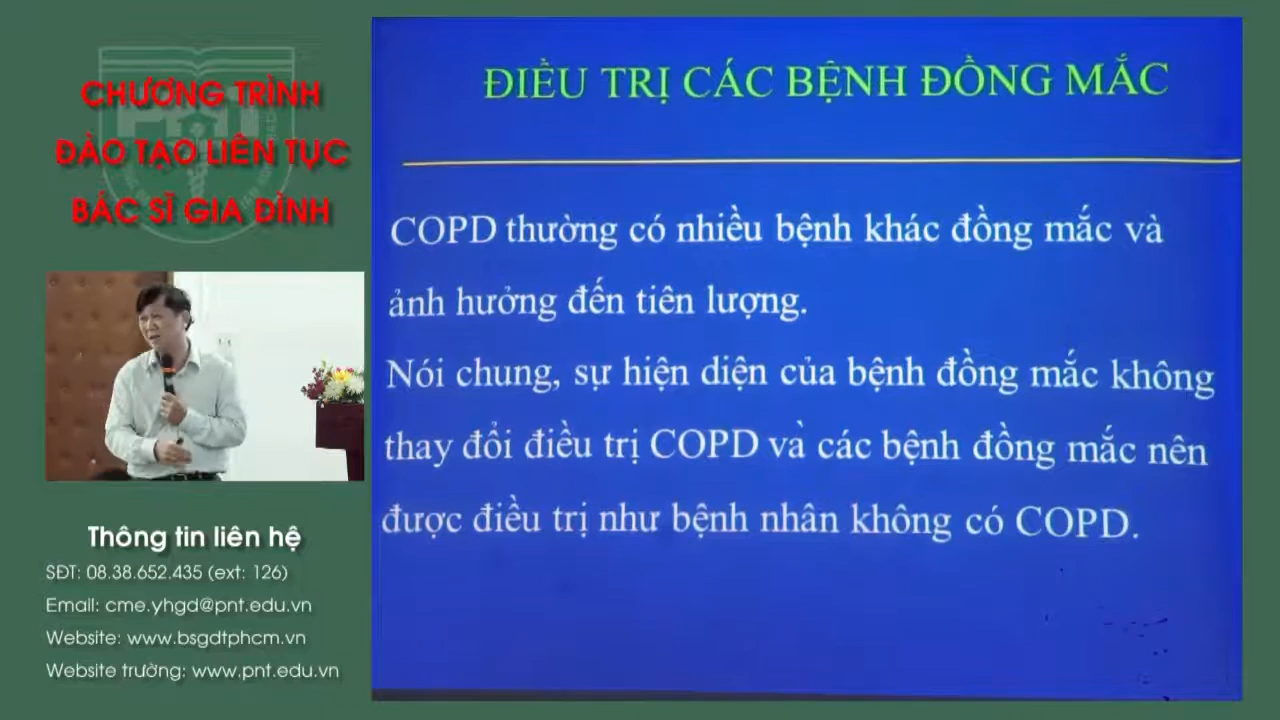 CHƯƠNG TRÌNH
ĐÀO TẠO LIÊN TỤC
BÁC SĨ GIA ĐÌNH
Thông tin liên hệ
SĐT: 08.38.652.435 (ext: 126)
Email: cme.yhgd@pnt.edu.vn
Website: www.bsgdtphcm.vn
Website trường: www.pnt.edu.vn
ĐIỀU TRỊ CÁC BỆNH ĐỒNG MẮC
COPD thường có nhiều bệnh khác đồng mắc và
ảnh hưởng đến tiên lượng.
Nói chung, sự hiện diện của bệnh đồng mắc không
thay đổi điều trị COPD và các bệnh đồng mắc nên
được điều trị như bệnh nhân không có COPD.